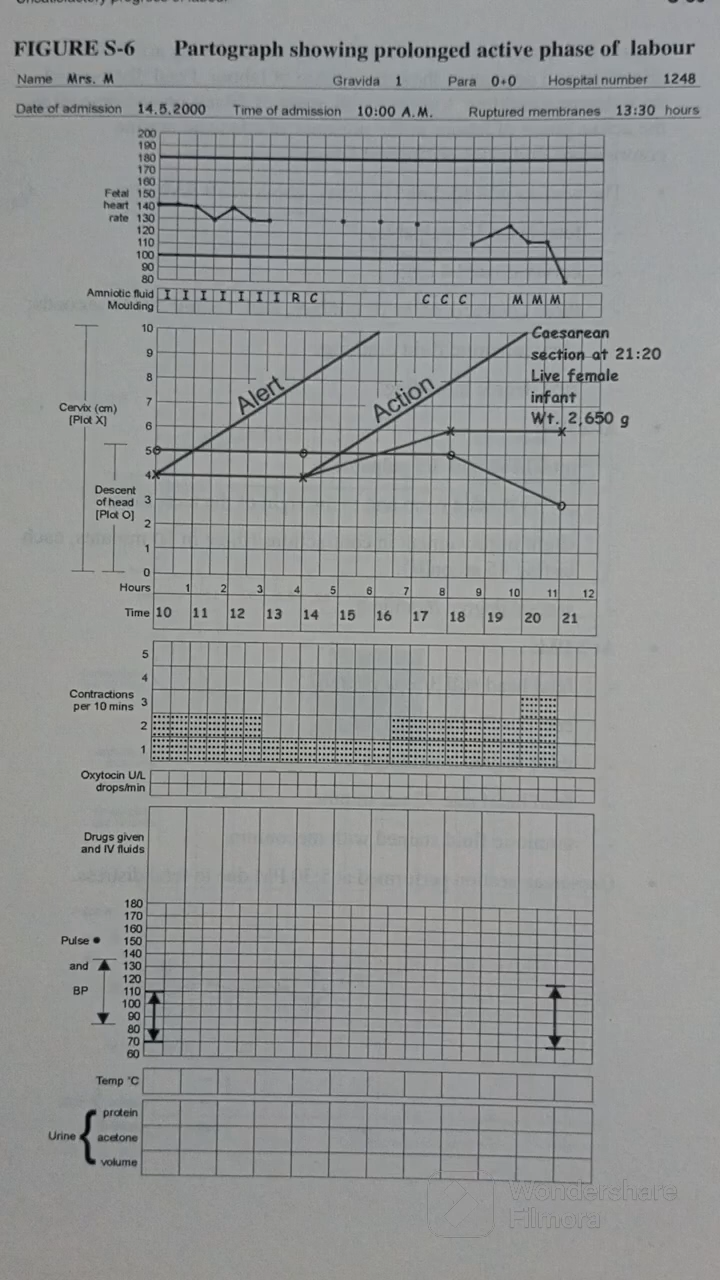 FIGURE S-6 Partograph showing prolonged active phase of labour
Name Mrs. M Gravida 1 Para 0+0 Hospital number 1248
Date of admission 14.5.2000 Time of admission 10:00 A.M. Ruptured membranes 13:30 hours
Fetal heart rate
200
190
180
170
160
150
140
130
120
110
100
90
80
Amniotic fluid I I I I I I I R C C C C M M M
Moulding
Cervix (cm)
[Plot X]
Descent
of head
[Plot O]
10
9
8
7
6
5
4
3
2
1
0
Alert
Action
Caesarean
section at 21:20
Live female
infant
Wt. 2,650 g
Hours 1 2 3 4 5 6 7 8 9 10 11 12
Time 10 11 12 13 14 15 16 17 18 19 20 21
Contractions
per 10 mins
5
4
3
2
1
Oxytocin U/L
drops/min
Drugs given
and IV fluids
Pulse
and
BP
180
170
160
150
140
130
120
110
100
90
80
70
60
Temp °C
Urine
protein
acetone
volume
Wondershare
Filmora